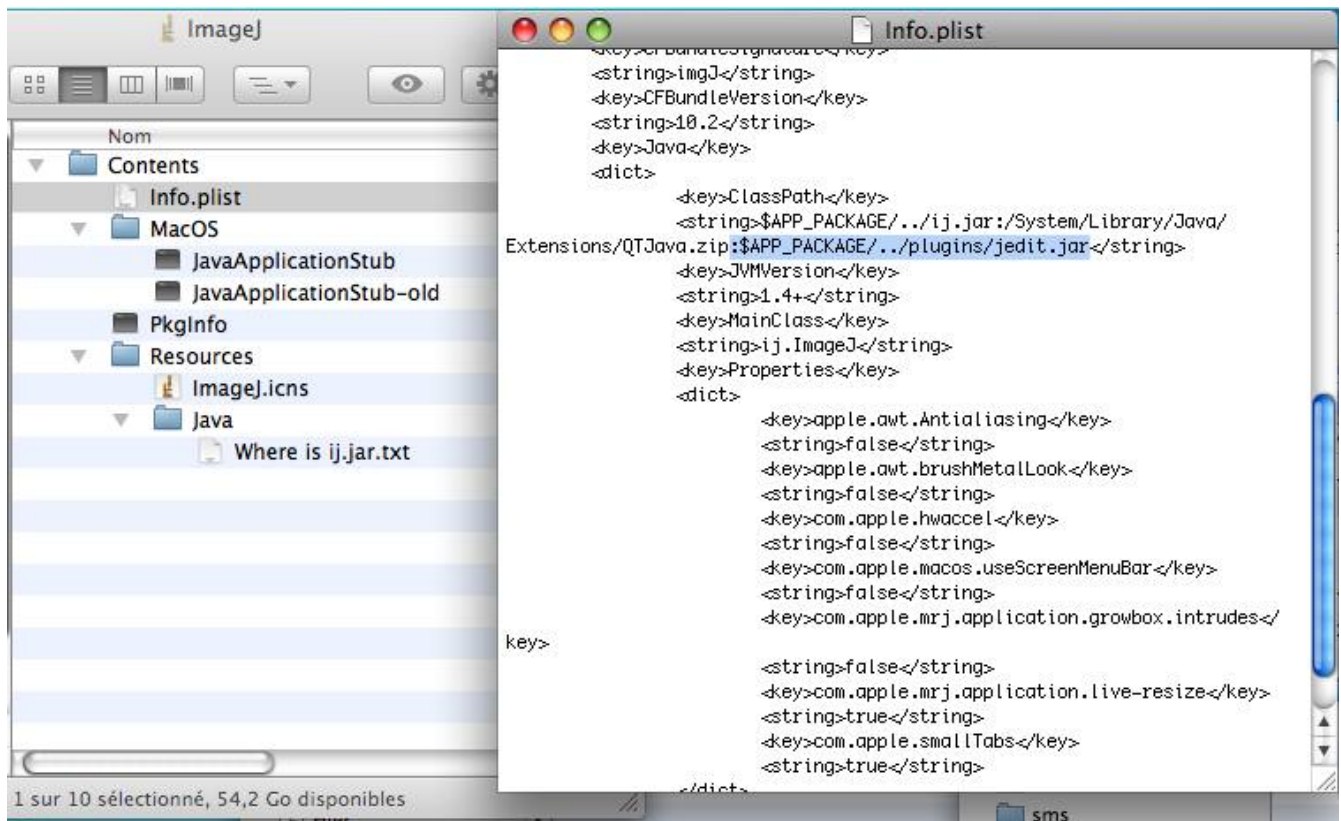 ImageJ
Nom
Contents
Info.plist
MacOS
JavaApplicationStub
JavaApplicationStub-old
PkgInfo
Resources
ImageJ.icns
Java
Where is ij.jar.txt
1 sur 10 sélectionné, 54,2 Go disponibles
Info.plist
<key>CFBundleSignature</key>
<string>imgJ</string>
<key>CFBundleVersion</key>
<string>10.2</string>
<key>Java</key>
<dict>
<key>ClassPath</key>
<string>$APP_PACKAGE/../ij.jar:/System/Library/Java/
Extensions/QTJava.zip:$APP_PACKAGE/../plugins/jedit.jar</string>
<key>JVMVersion</key>
<string>1.4+</string>
<key>MainClass</key>
<string>ij.ImageJ</string>
<key>Properties</key>
<dict>
<key>apple.awt.Antialiasing</key>
<string>false</string>
<key>apple.awt.brushMetalLook</key>
<string>false</string>
<key>com.apple.hwaccel</key>
<string>false</string>
<key>com.apple.macos.useScreenMenuBar</key>
<string>false</string>
<key>com.apple.mrj.application.growbox.intrudes</
key>
<string>false</string>
<key>com.apple.mrj.application.live-resize</key>
<string>true</string>
<key>com.apple.smallTabs</key>
<string>true</string>
</dict>
sms